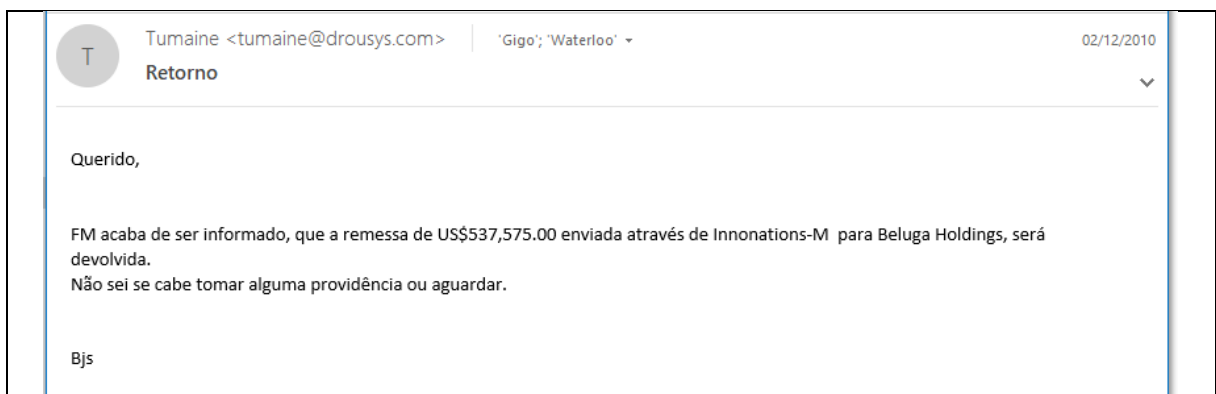 T
Tumaine <tumaine@drousys.com>
'Gigo'; 'Waterloo'
02/12/2010
Retorno
Querido,
FM acaba de ser informado, que a remessa de US$537,575.00 enviada através de Innonations-M para Beluga Holdings, será
devolvida.
Não sei se cabe tomar alguma providência ou aguardar.
Bjs